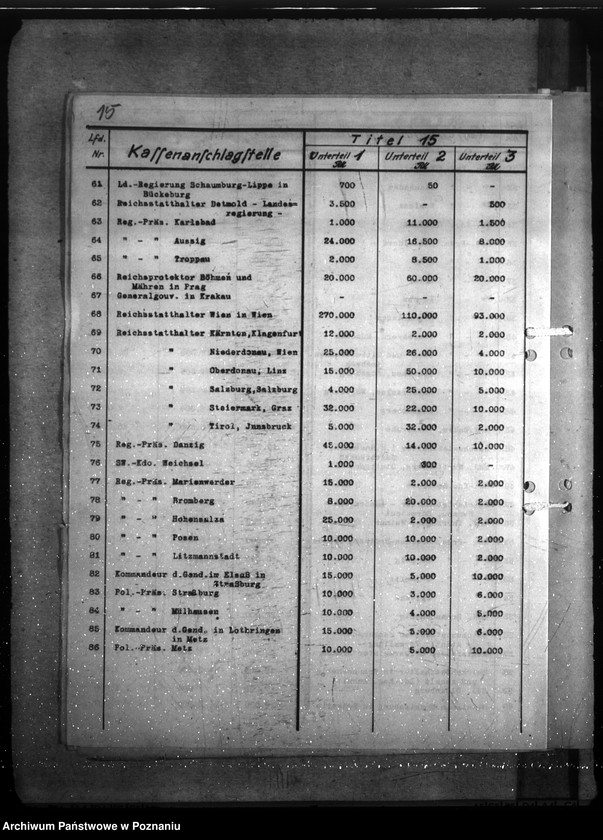 15
Lfd. Nr. Kassenanschlagstelle Titel 15
Unterteil 1 RM Unterteil 2 RM Unterteil 3 RM
61 Ld.-Regierung Schaumburg-Lippe in Bückeburg 700 50 -
62 Reichsstatthalter Detmold - Landesregierung - 3.500 - 500
63 Reg.-Präs. Karlsbad 1.000 11.000 1.500
64 " - " Aussig 24.000 16.500 8.000
65 " - " Troppau 2.000 8.500 1.000
66 Reichsprotektor Böhmen und Mähren in Prag 20.000 60.000 20.000
67 Generalgouv. in Krakau - - -
68 Reichsstatthalter Wien in Wien 270.000 110.000 93.000
69 Reichsstatthalter Kärnten,Klagenfurt 12.000 2.000 2.000
70 " Niederdonau, Wien 25.000 26.000 4.000
71 " Oberdonau, Linz 15.000 50.000 10.000
72 " Salzburg,Salzburg 4.000 25.000 5.000
73 " Steiermark, Graz 32.000 22.000 10.000
74 " Tirol, Innsbruck 5.000 32.000 2.000
75 Reg.-Präs. Danzig 45.000 14.000 10.000
76 SW.-Kdo. Weichsel 1.000 300 -
77 Reg.-Präs. Marienwerder 15.000 2.000 2.000
78 " - " Bromberg 8.000 20.000 2.000
79 " - " Hohensalza 25.000 2.000 2.000
80 " - " Posen 10.000 10.000 2.000
81 " - " Litzmannstadt 10.000 10.000 2.000
82 Kommandeur d.Gend.im Elsaß in Straßburg 15.000 5.000 10.000
83 Pol.-Präs. Straßburg 10.000 3.000 6.000
84 " - " Mülhausen 10.000 4.000 5.000
85 Kommandeur d.Gend. in Lothringen in Metz 15.000 5.000 6.000
86 Pol.-Präs. Metz 10.000 5.000 10.000
Archiwum Państwowe w Poznaniu